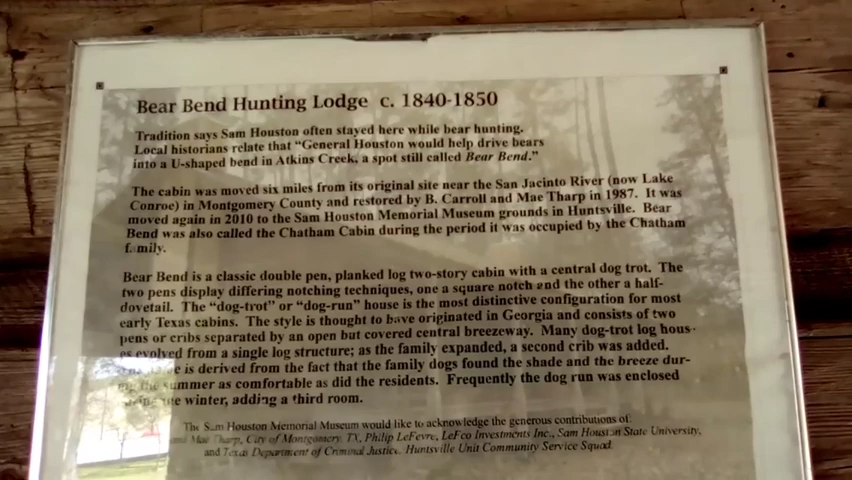 Bear Bend Hunting Lodge c. 1840-1850
Tradition says Sam Houston often stayed here while bear hunting.
Local historians relate that "General Houston would help drive bears
into a U-shaped bend in Atkins Creek, a spot still called Bear Bend."
The cabin was moved six miles from its original site near the San Jacinto River (now Lake
Conroe) in Montgomery County and restored by B. Carroll and Mae Tharp in 1987. It was
moved again in 2010 to the Sam Houston Memorial Museum grounds in Huntsville. Bear
Bend was also called the Chatham Cabin during the period it was occupied by the Chatham
family.
Bear Bend is a classic double pen, planked log two-story cabin with a central dog trot. The
two pens display differing notching techniques, one a square notch and the other a half-
dovetail. The "dog-trot" or "dog-run" house is the most distinctive configuration for most
early Texas cabins. The style is thought to have originated in Georgia and consists of two
pens or cribs separated by an open but covered central breezeway. Many dog-trot log hous-
es evolved from a single log structure; as the family expanded, a second crib was added.
is derived from the fact that the family dogs found the shade and the breeze dur-
ing the summer as comfortable as did the residents. Frequently the dog run was enclosed
the winter, adding a third room.
The Sam Houston Memorial Museum would like to acknowledge the generous contributions of:
and Mae Tharp, City of Montgomery TX, Philip LeFevre, LeFco Investments Inc., Sam Houston State University,
and Texas Department of Criminal Justice. Huntsville Unit Community Service Squad.